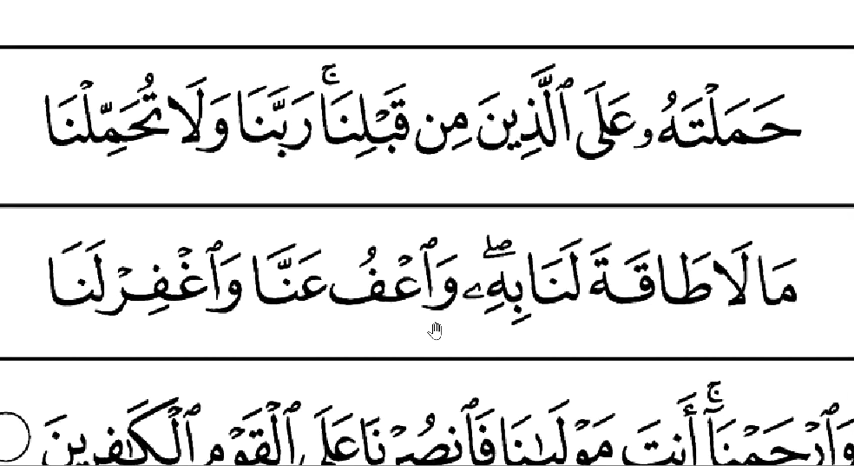 حَمَلْتَهُۥ عَلَى ٱلَّذِينَ مِن قَبْلِنَاۚ رَبَّنَا وَلَا تُحَمِّلْنَا
مَا لَا طَاقَةَ لَنَا بِهِۦۖ وَٱعْفُ عَنَّا وَٱغْفِرْ لَنَا
وَٱرْحَمْنَآۚ أَنتَ مَوْلَىٰنَا فَٱنصُرْنَا عَلَى ٱلْقَوْمِ ٱلْكَٰفِرِينَ